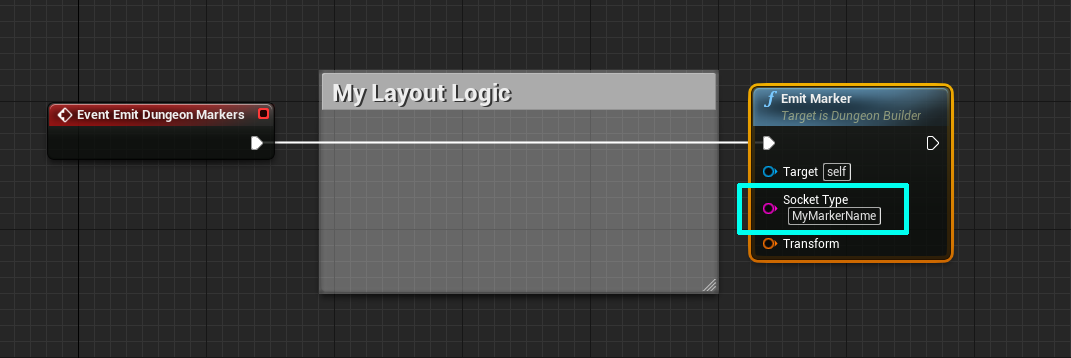 Event Emit Dungeon Markers
My Layout Logic
Emit Marker
Target is Dungeon Builder
Target self
Socket Type
MyMarkerName
Transform